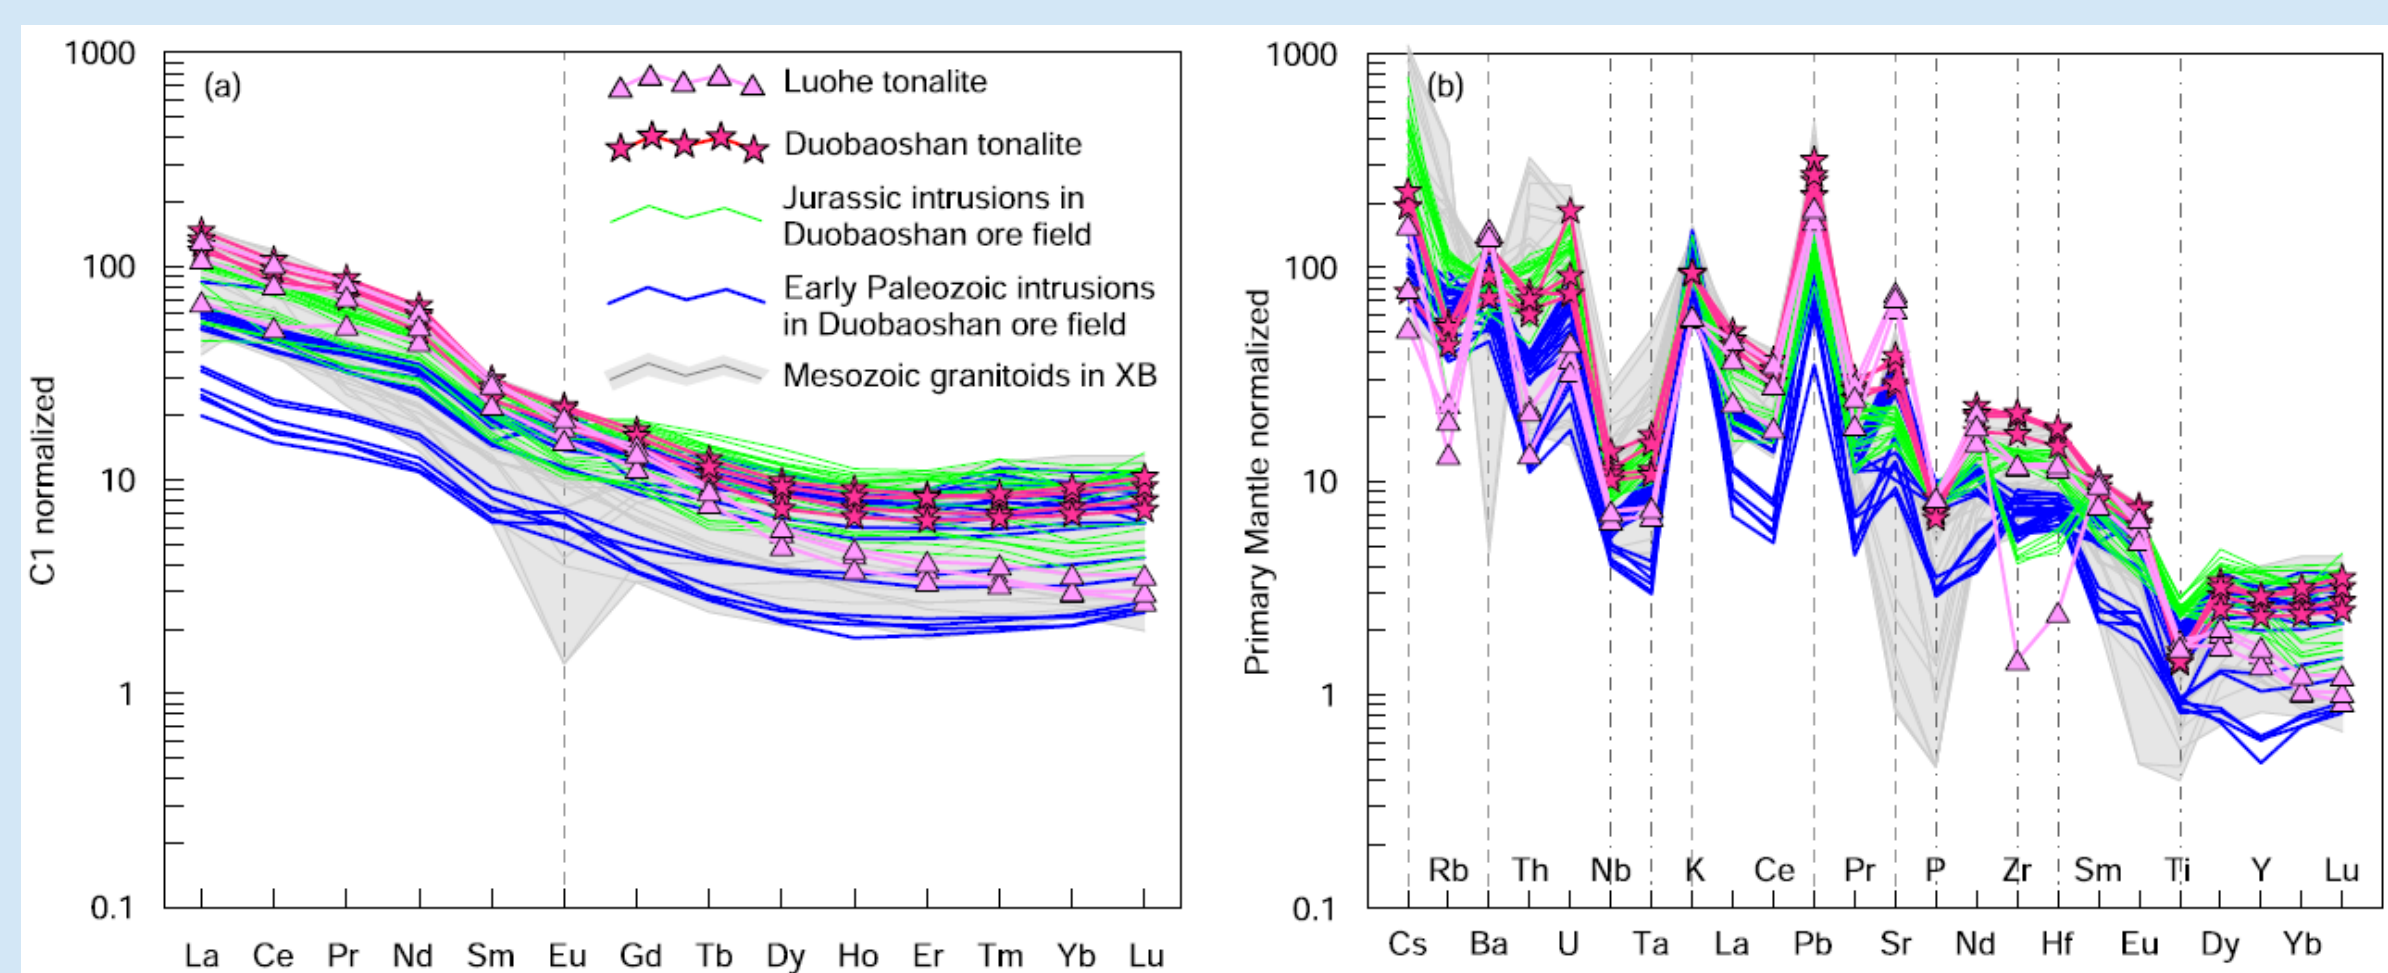 1000
100
10
1
0.1
C1 normalized
(a)
Luohe tonalite
Duobaoshan tonalite
Jurassic intrusions in
Duobaoshan ore field
Early Paleozoic intrusions
in Duobaoshan ore field
Mesozoic granitoids in XB
La Ce Pr Nd Sm Eu Gd Tb Dy Ho Er Tm Yb Lu
1000
100
10
1
0.1
Primary Mantle normalized
(b)
Rb Th Nb K Ce Pr P Zr Sm Ti Y Lu
Cs Ba U Ta La Pb Sr Nd Hf Eu Dy Yb